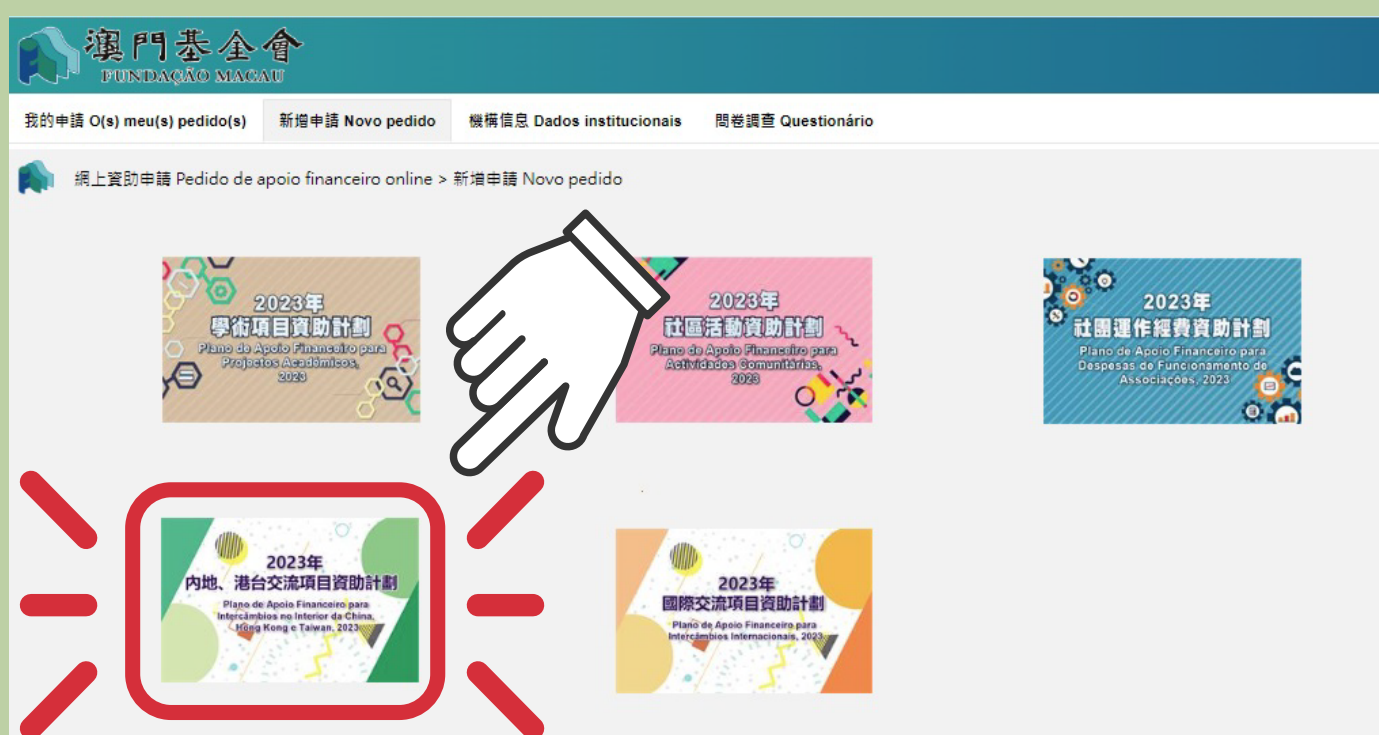 澳門基金會
FUNDAÇÃO MACAU
我的申請 O(s) meu(s) pedido(s) 新增申請 Novo pedido 機構信息 Dados institucionais 問卷調查 Questionário
網上資助申請 Pedido de apoio financeiro online > 新增申請 Novo pedido
2023年
學術項目資助計劃
Plano de Apoio Financeiro para
Projectos Académicos,
2023
2023年
社區活動資助計劃
Plano de Apoio Financeiro para
Actividades Comunitárias,
2023
2023年
社團運作經費資助計劃
Plano de Apoio Financeiro para
Despesas de Funcionamento de
Associações, 2023
2023年
內地、港台交流項目資助計劃
Plano de Apoio Financeiro para
Intercâmbios no Interior da China,
Hong Kong e Taiwan, 2023
2023年
國際交流項目資助計劃
Plano de Apoio Financeiro para
Intercâmbios Internacionais, 2023